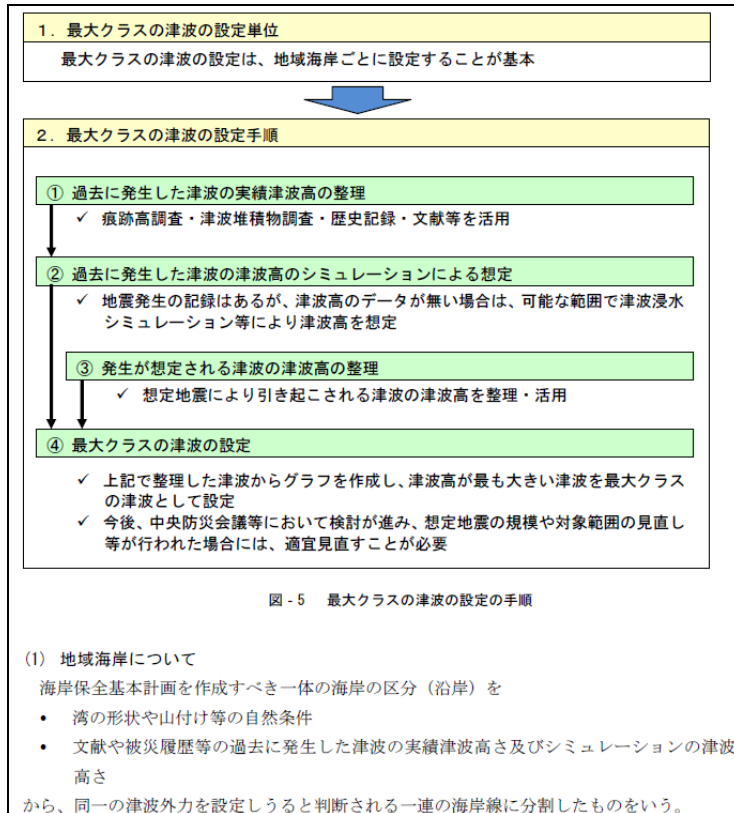 1．最大クラスの津波の設定単位
最大クラスの津波の設定は、地域海岸ごとに設定することが基本
2．最大クラスの津波の設定手順
① 過去に発生した津波の実績津波高の整理
✓ 痕跡高調査・津波堆積物調査・歴史記録・文献等を活用
② 過去に発生した津波の津波高のシミュレーションによる想定
✓ 地震発生の記録はあるが、津波高のデータが無い場合は、可能な範囲で津波浸水
シミュレーション等により津波高を想定
③ 発生が想定される津波の津波高の整理
✓ 想定地震により引き起こされる津波の津波高を整理・活用
④ 最大クラスの津波の設定
✓ 上記で整理した津波からグラフを作成し、津波高が最も大きい津波を最大クラス
の津波として設定
✓ 今後、中央防災会議等において検討が進み、想定地震の規模や対象範囲の見直し
等が行われた場合には、適宜見直すことが必要
図-5 最大クラスの津波の設定の手順
(1) 地域海岸について
海岸保全基本計画を作成すべき一体の海岸の区分（沿岸）を
• 湾の形状や山付け等の自然条件
• 文献や被災履歴等の過去に発生した津波の実績津波高さ及びシミュレーションの津波
高さ
から、同一の津波外力を設定しうると判断される一連の海岸線に分割したものをいう。